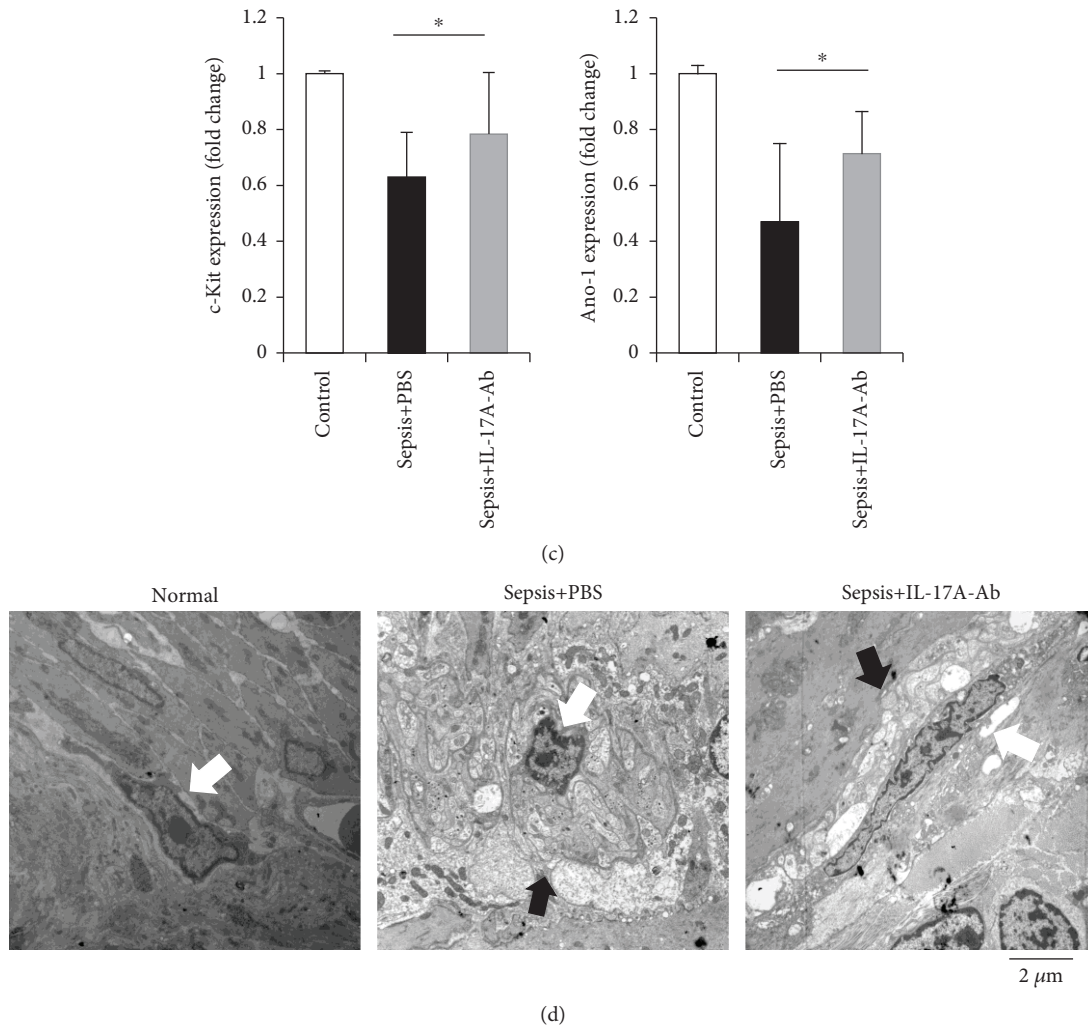 1.2
1
0.8
0.6
0.4
0.2
0
c-Kit expression (fold change)
*
Control
Sepsis+PBS
Sepsis+IL-17A-Ab
1.2
1
0.8
0.6
0.4
0.2
0
Ano-1 expression (fold change)
*
Control
Sepsis+PBS
Sepsis+IL-17A-Ab
(c)
Normal
Sepsis+PBS
Sepsis+IL-17A-Ab
2 μm
(d)